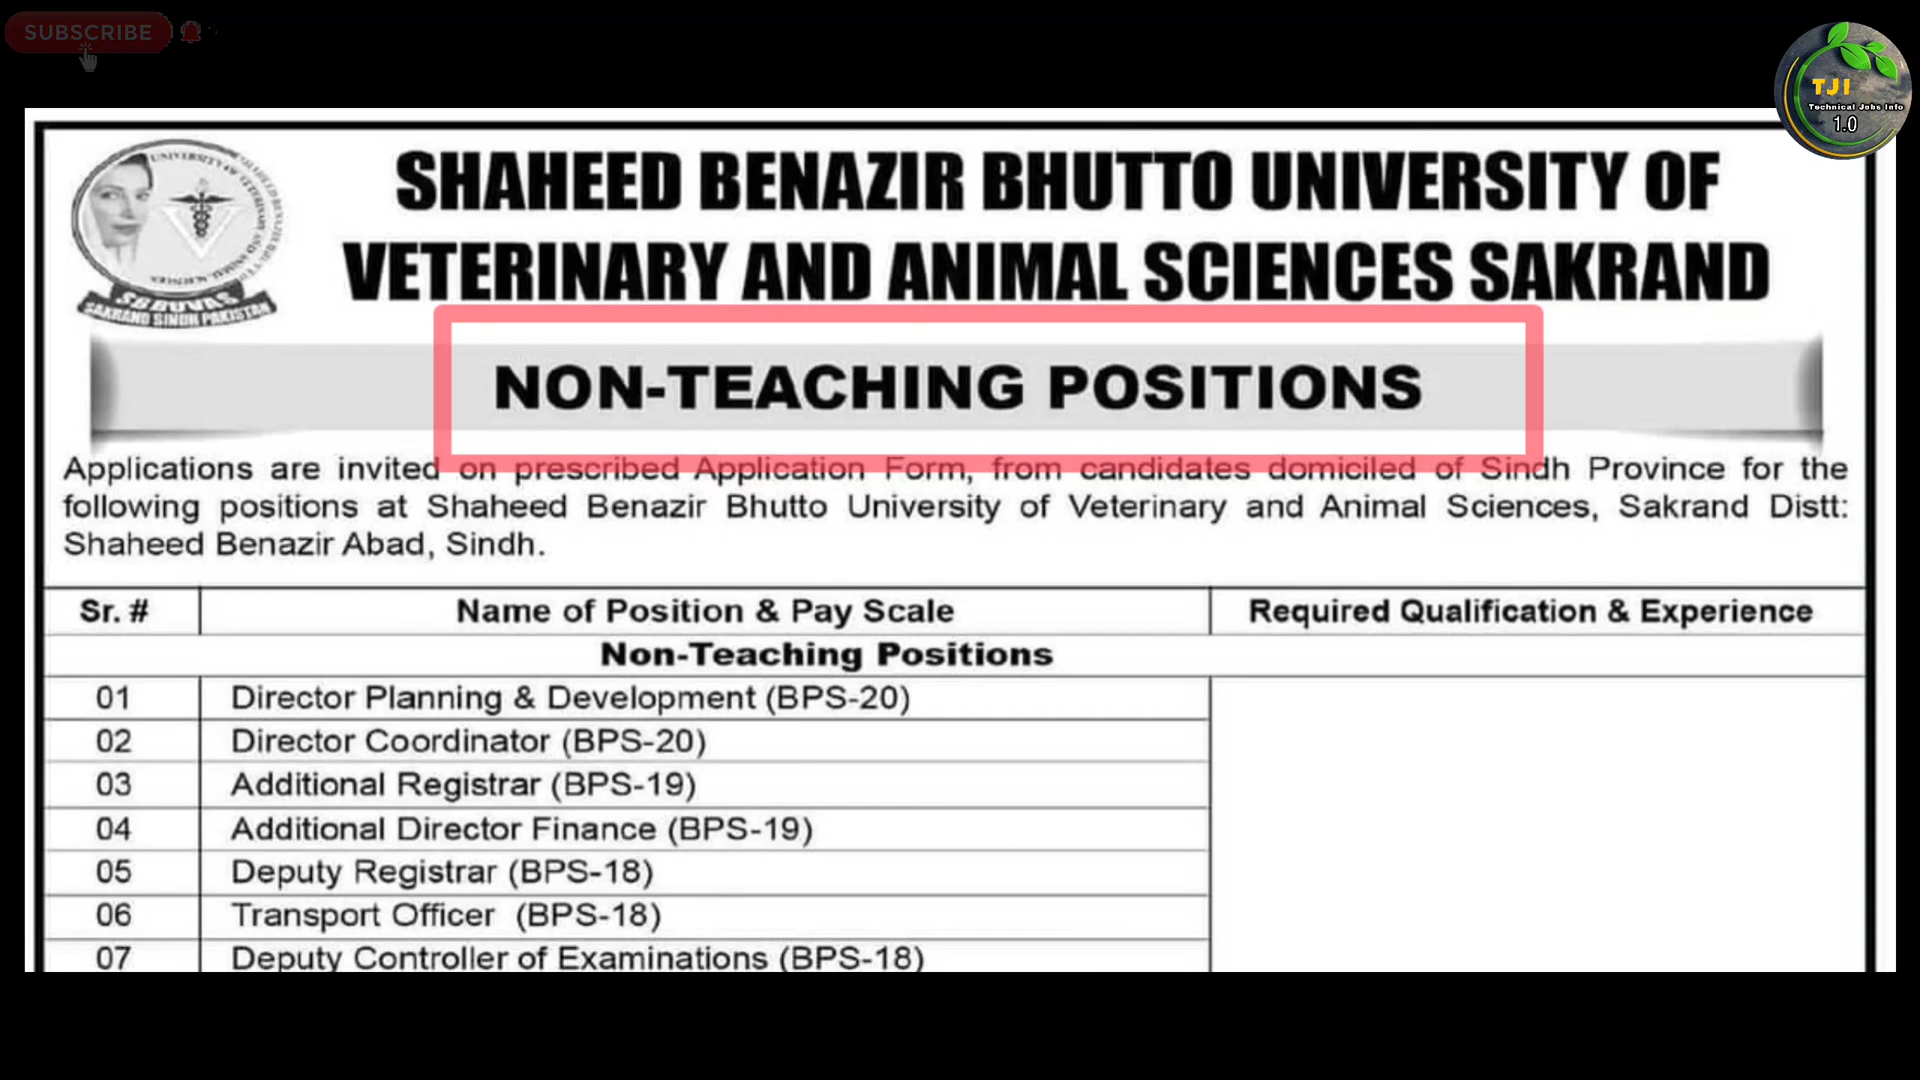 SUBSCRIBE
TJI
Technical Jobs Info
1.0
SHAHEED BENAZIR BHUTTO UNIVERSITY OF
VETERINARY AND ANIMAL SCIENCES SAKRAND
SBBUVAS
SAKRAND SINDH PAKISTAN
NON-TEACHING POSITIONS
Applications are invited on prescribed Application Form, from candidates domiciled of Sindh Province for the
following positions at Shaheed Benazir Bhutto University of Veterinary and Animal Sciences, Sakrand Distt:
Shaheed Benazir Abad, Sindh.
Sr. # Name of Position & Pay Scale Required Qualification & Experience
Non-Teaching Positions
01 Director Planning & Development (BPS-20)
02 Director Coordinator (BPS-20)
03 Additional Registrar (BPS-19)
04 Additional Director Finance (BPS-19)
05 Deputy Registrar (BPS-18)
06 Transport Officer (BPS-18)
07 Deputy Controller of Examinations (BPS-18)